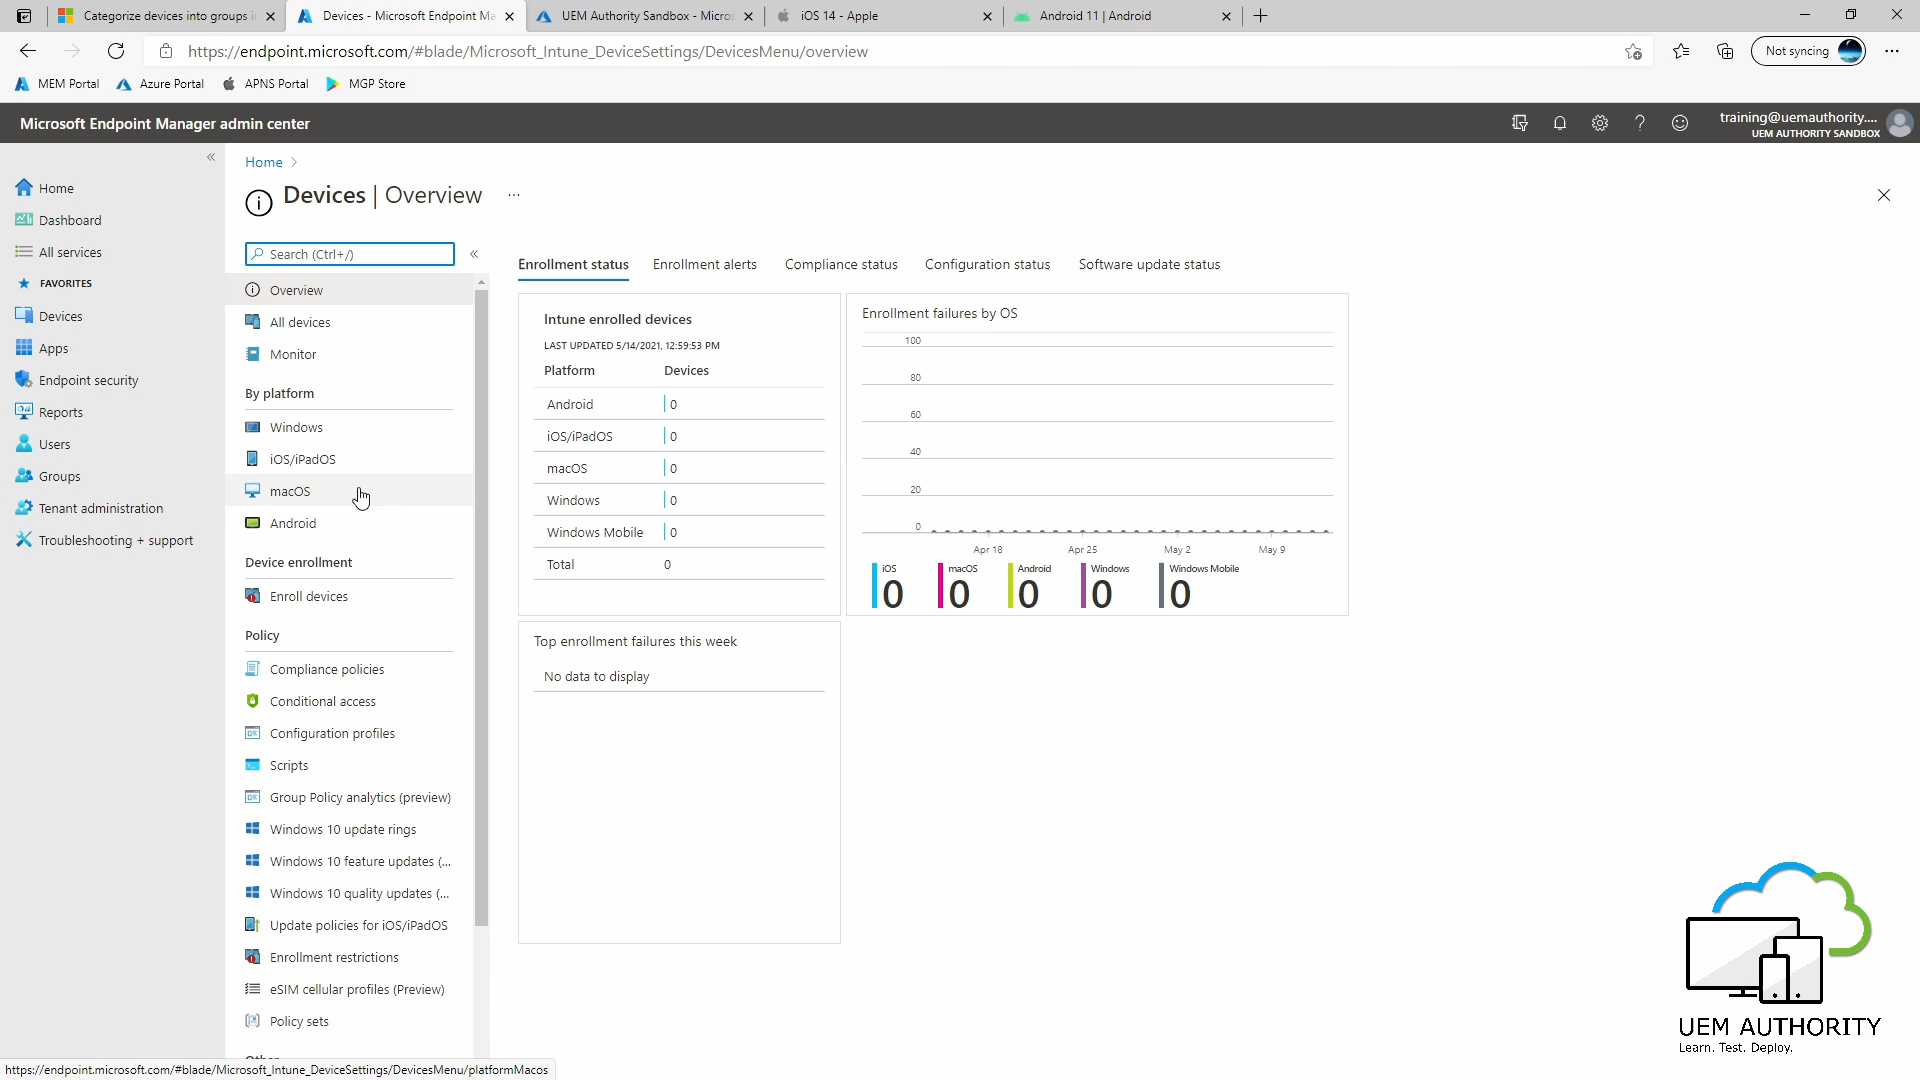 Categorize devices into groups i
Devices - Microsoft Endpoint Ma
UEM Authority Sandbox - Micros
iOS 14 - Apple
Android 11 | Android
https://endpoint.microsoft.com/#blade/Microsoft_Intune_DeviceSettings/DevicesMenu/overview
Not syncing
MEM Portal
Azure Portal
APNS Portal
MGP Store
Microsoft Endpoint Manager admin center
training@uemauthority....
UEM AUTHORITY SANDBOX
Home
Dashboard
All services
FAVORITES
Devices
Apps
Endpoint security
Reports
Users
Groups
Tenant administration
Troubleshooting + support
Home
Devices | Overview
Search (Ctrl+/)
Overview
All devices
Monitor
By platform
Windows
iOS/iPadOS
macOS
Android
Device enrollment
Enroll devices
Policy
Compliance policies
Conditional access
Configuration profiles
Scripts
Group Policy analytics (preview)
Windows 10 update rings
Windows 10 feature updates (...
Windows 10 quality updates (...
Update policies for iOS/iPadOS
Enrollment restrictions
eSIM cellular profiles (Preview)
Policy sets
Other
Enrollment status
Enrollment alerts
Compliance status
Configuration status
Software update status
Intune enrolled devices
LAST UPDATED 5/14/2021, 12:59:53 PM
Platform Devices
Android 0
iOS/iPadOS 0
macOS 0
Windows 0
Windows Mobile 0
Total 0
Enrollment failures by OS
100
80
60
40
20
0
Apr 18 Apr 25 May 2 May 9
iOS macOS Android Windows Windows Mobile
0 0 0 0 0
Top enrollment failures this week
No data to display
UEM AUTHORITY
Learn. Test. Deploy.
https://endpoint.microsoft.com/#blade/Microsoft_Intune_DeviceSettings/DevicesMenu/platformMacos